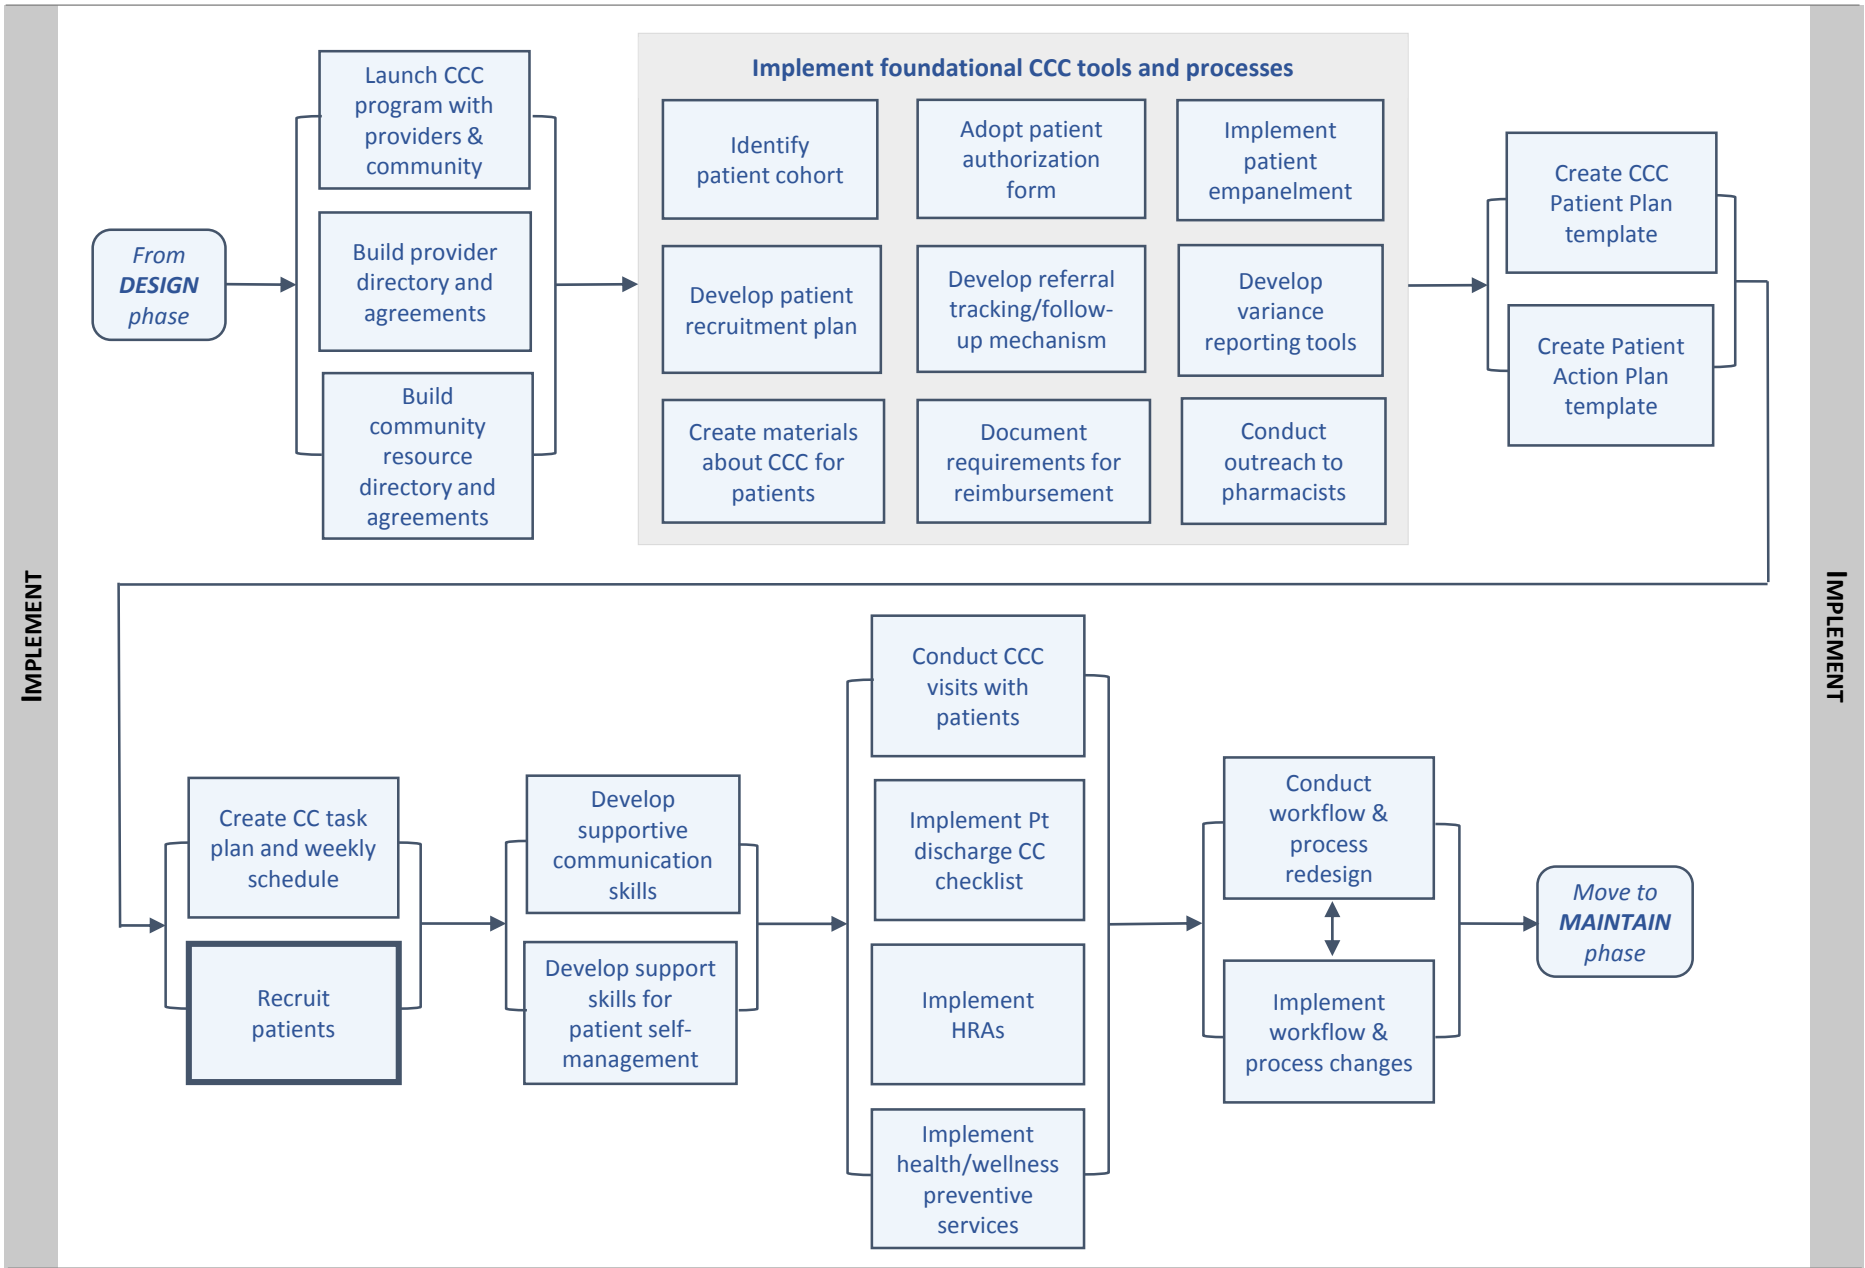 IMPLEMENT
From
DESIGN
phase
Launch CCC
program with
providers &
community
Build provider
directory and
agreements
Build
community
resource
directory and
agreements
Implement foundational CCC tools and processes
Identify
patient cohort
Adopt patient
authorization
form
Implement
patient
empanelment
Develop patient
recruitment plan
Develop referral
tracking/follow-
up mechanism
Develop
variance
reporting tools
Create materials
about CCC for
patients
Document
requirements for
reimbursement
Conduct
outreach to
pharmacists
Create CCC
Patient Plan
template
Create Patient
Action Plan
template
Create CC task
plan and weekly
schedule
Recruit
patients
Develop
supportive
communication
skills
Develop support
skills for
patient self-
management
Conduct CCC
visits with
patients
Implement Pt
discharge CC
checklist
Implement
HRAs
Implement
health/wellness
preventive
services
Conduct
workflow &
process
redesign
Implement
workflow &
process changes
Move to
MAINTAIN
phase
IMPLEMENT